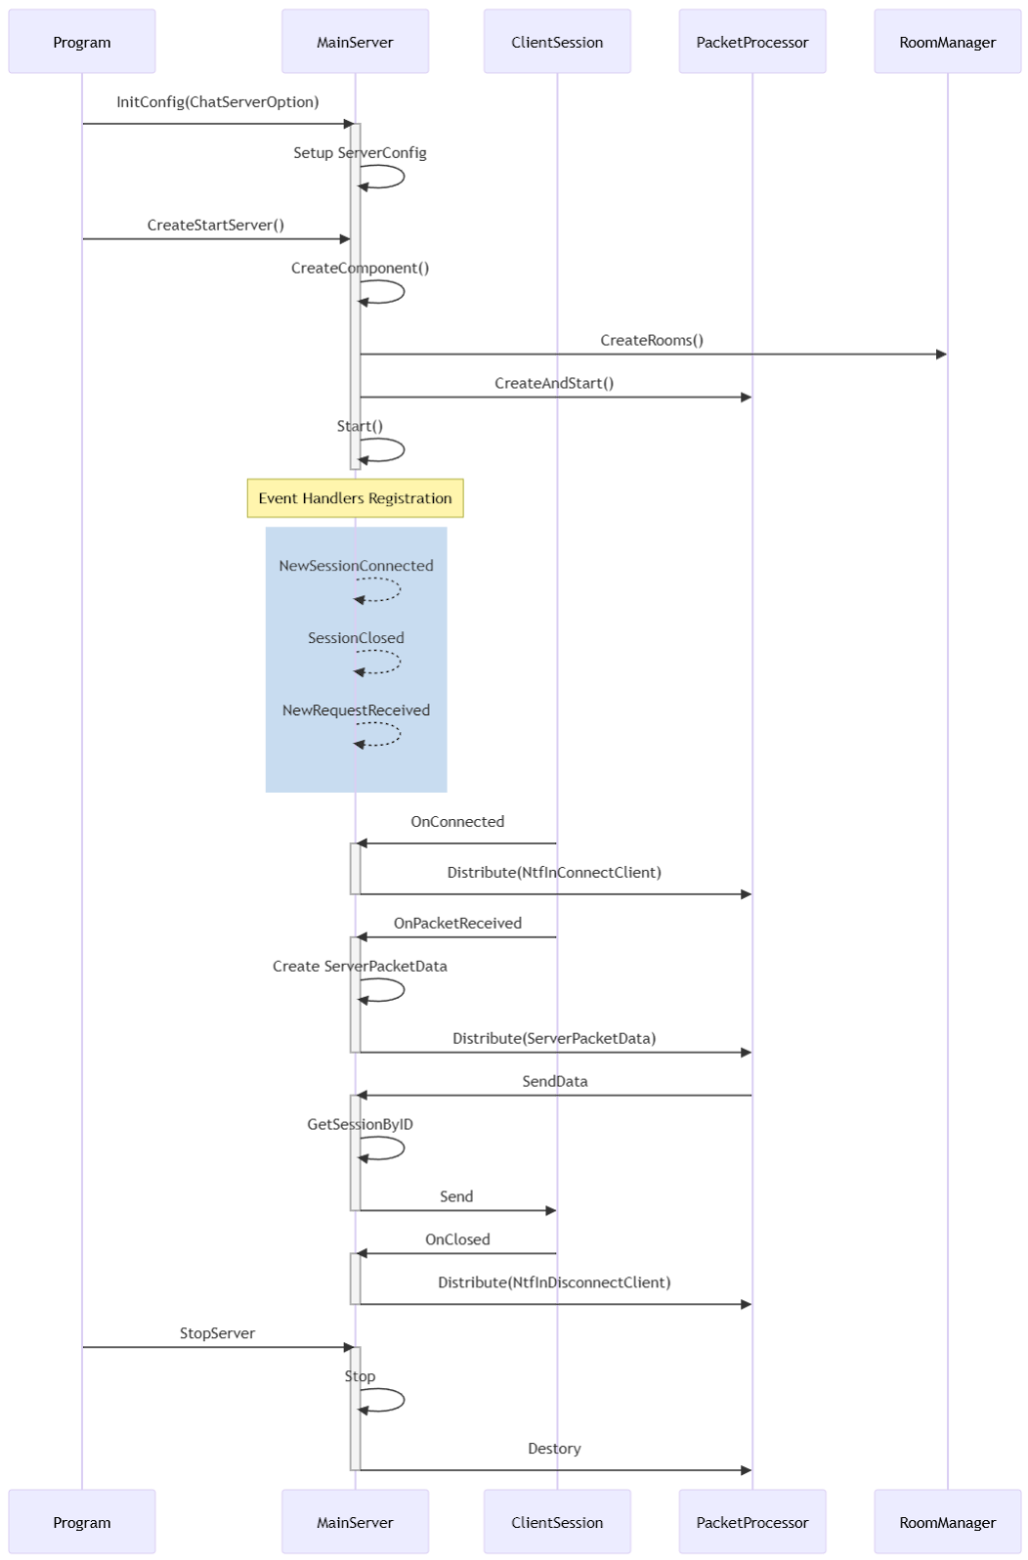 Program
MainServer
ClientSession
PacketProcessor
RoomManager
InitConfig(ChatServerOption)
Setup ServerConfig
CreateStartServer()
CreateComponent()
CreateRooms()
CreateAndStart()
Start()
Event Handlers Registration
NewSessionConnected
SessionClosed
NewRequestReceived
OnConnected
Distribute(NtfInConnectClient)
OnPacketReceived
Create ServerPacketData
Distribute(ServerPacketData)
SendData
GetSessionByID
Send
OnClosed
Distribute(NtfInDisconnectClient)
StopServer
Stop
Destory
Program
MainServer
ClientSession
PacketProcessor
RoomManager